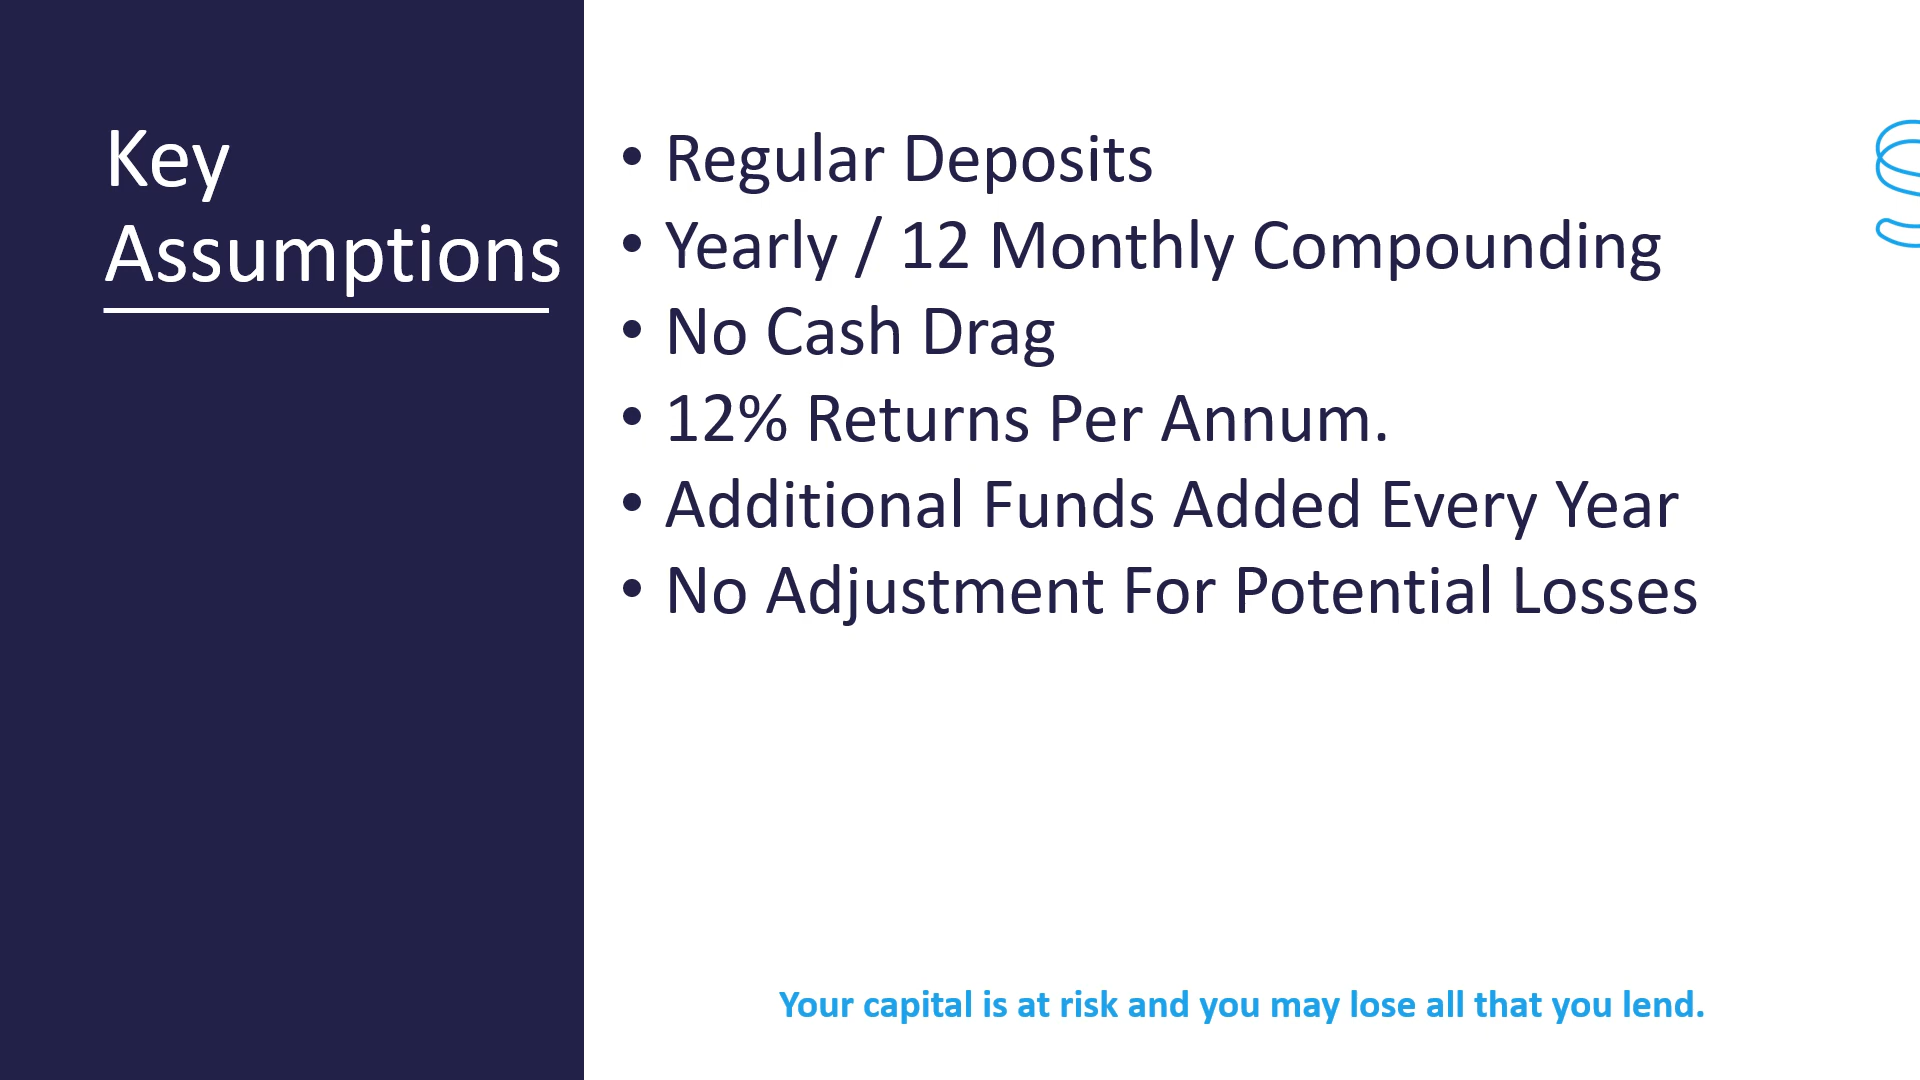 Key
Assumptions
• Regular Deposits
• Yearly / 12 Monthly Compounding
• No Cash Drag
• 12% Returns Per Annum.
• Additional Funds Added Every Year
• No Adjustment For Potential Losses
Your capital is at risk and you may lose all that you lend.